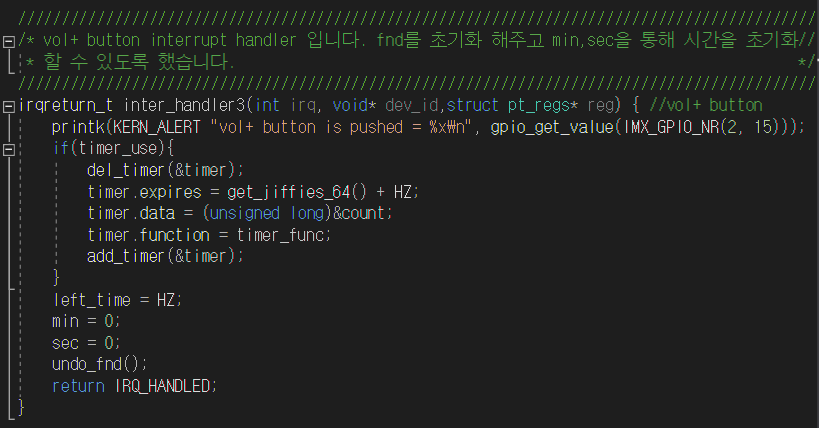 ////////////////////////////////////////////////////////////////////////////////////////////////////
/* vol+ button interrupt handler 입니다. fnd를 초기화 해주고 min,sec을 통해 시간을 초기화//
* 할 수 있도록 했습니다. */
////////////////////////////////////////////////////////////////////////////////////////////////////
irqreturn_t inter_handler3(int irq, void* dev_id,struct pt_regs* reg) { //vol+ button
printk(KERN_ALERT "vol+ button is pushed = %x₩n", gpio_get_value(IMX_GPIO_NR(2, 15)));
if(timer_use){
del_timer(&timer);
timer.expires = get_jiffies_64() + HZ;
timer.data = (unsigned long)&count;
timer.function = timer_func;
add_timer(&timer);
}
left_time = HZ;
min = 0;
sec = 0;
undo_fnd();
return IRQ_HANDLED;
}